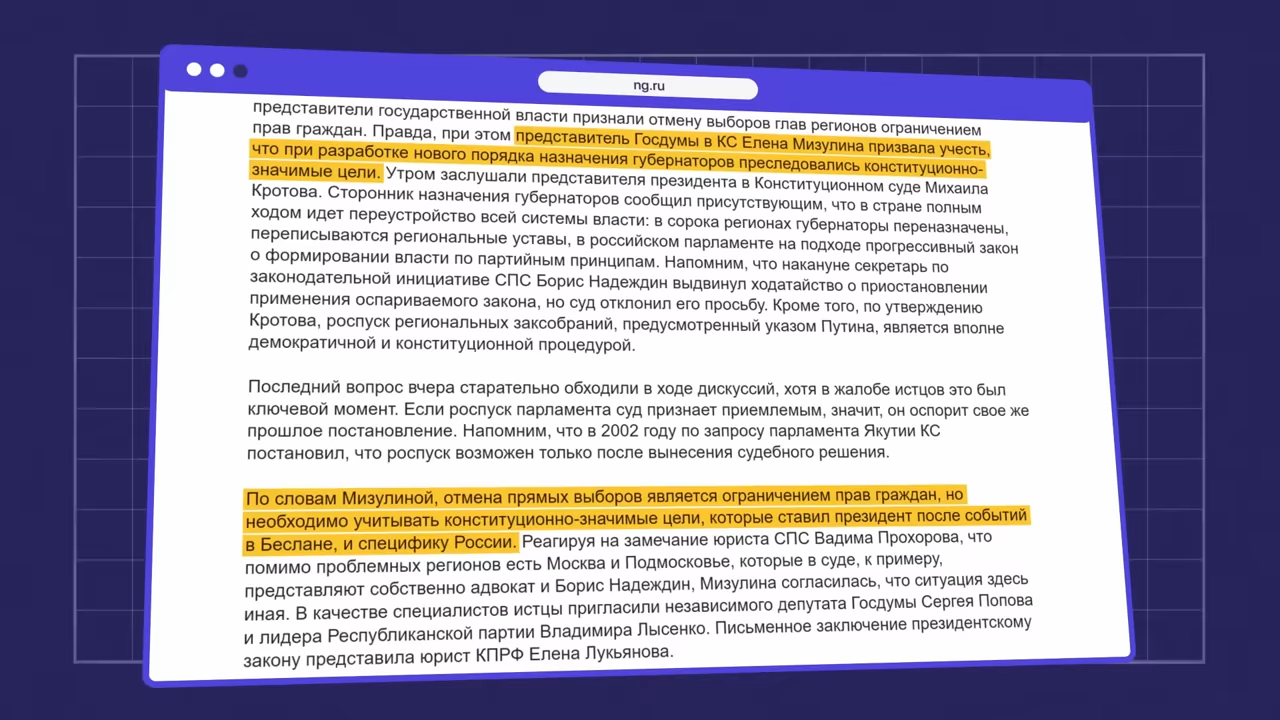 ng.ru
представители государственной власти признали отмену выборов глав регионов ограничением
прав граждан. Правда, при этом представитель Госдумы в КС Елена Мизулина призвала учесть,
что при разработке нового порядка назначения губернаторов преследовались конституционно-
значимые цели. Утром заслушали представителя президента в Конституционном суде Михаила
Кротова. Сторонник назначения губернаторов сообщил присутствующим, что в стране полным
ходом идет переустройство всей системы власти: в сорока регионах губернаторы переназначены,
переписываются региональные уставы, в российском парламенте на подходе прогрессивный закон
о формировании власти по партийным принципам. Напомним, что накануне секретарь по
законодательной инициативе СПС Борис Надеждин выдвинул ходатайство о приостановлении
применения оспариваемого закона, но суд отклонил его просьбу. Кроме того, по утверждению
Кротова, роспуск региональных заксобраний, предусмотренный указом Путина, является вполне
демократичной и конституционной процедурой.
Последний вопрос вчера старательно обходили в ходе дискуссий, хотя в жалобе истцов это был
ключевой момент. Если роспуск парламента суд признает приемлемым, значит, он оспорит свое же
прошлое постановление. Напомним, что в 2002 году по запросу парламента Якутии КС
постановил, что роспуск возможен только после вынесения судебного решения.
По словам Мизулиной, отмена прямых выборов является ограничением прав граждан, но
необходимо учитывать конституционно-значимые цели, которые ставил президент после событий
в Беслане, и специфику России. Реагируя на замечание юриста СПС Вадима Прохорова, что
помимо проблемных регионов есть Москва и Подмосковье, которые в суде, к примеру,
представляют собственно адвокат и Борис Надеждин, Мизулина согласилась, что ситуация здесь
иная. В качестве специалистов истцы пригласили независимого депутата Госдумы Сергея Попова
и лидера Республиканской партии Владимира Лысенко. Письменное заключение президентскому
закону представила юрист КПРФ Елена Лукьянова.